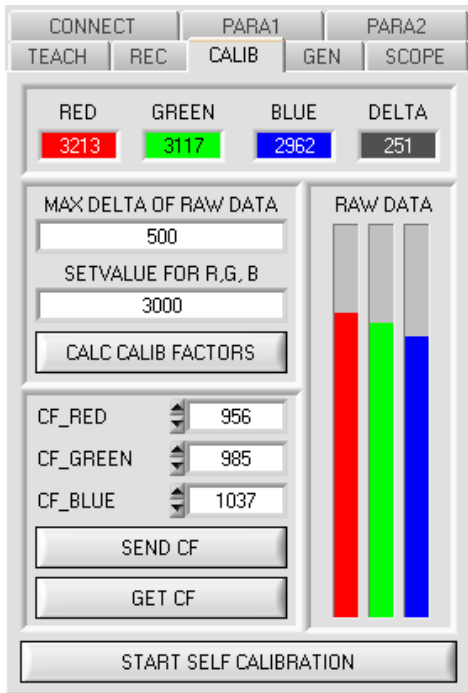 CONNECT PARA1 PARA2
TEACH REC CALIB GEN SCOPE
RED GREEN BLUE DELTA
3213 3117 2962 251
MAX DELTA OF RAW DATA
500
SETVALUE FOR R,G, B
3000
CALC CALIB FACTORS
RAW DATA
CF_RED 956
CF_GREEN 985
CF_BLUE 1037
SEND CF
GET CF
START SELF CALIBRATION